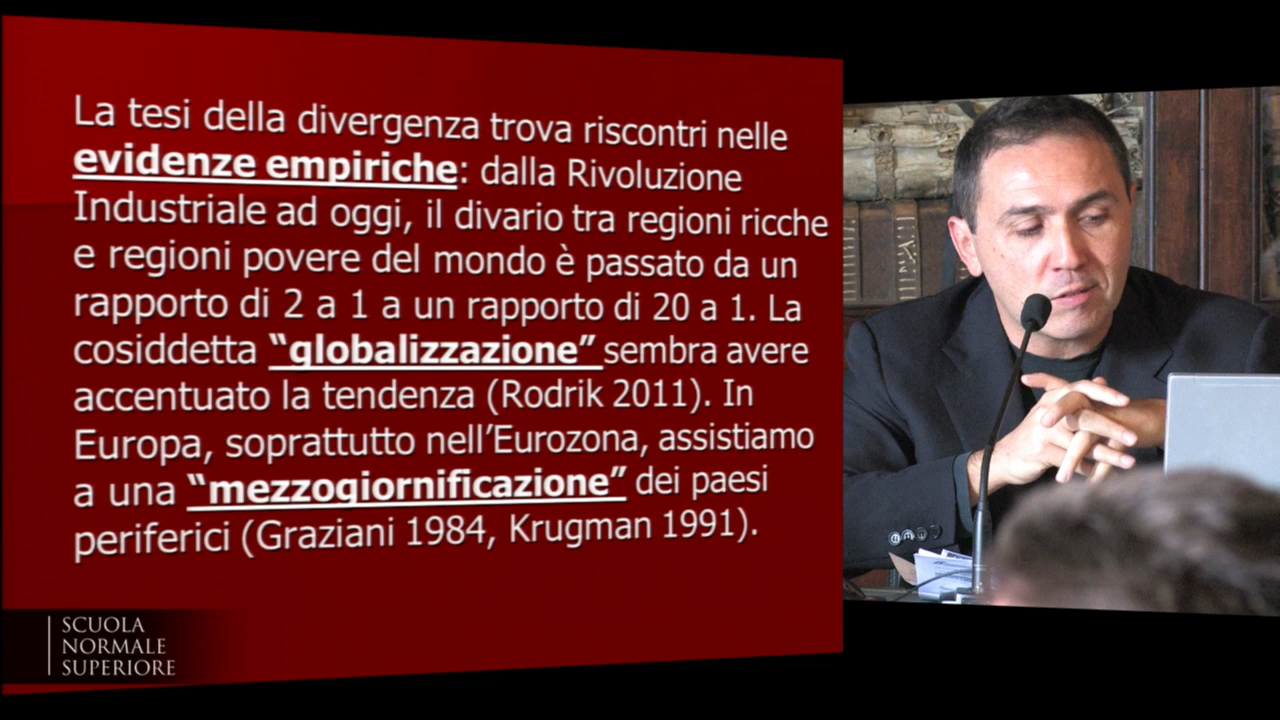 La tesi della divergenza trova riscontri nelle
evidenze empiriche: dalla Rivoluzione
Industriale ad oggi, il divario tra regioni ricche
e regioni povere del mondo è passato da un
rapporto di 2 a 1 a un rapporto di 20 a 1. La
cosiddetta “globalizzazione” sembra avere
accentuato la tendenza (Rodrik 2011). In
Europa, soprattutto nell’Eurozona, assistiamo
a una “mezzogiornificazione” dei paesi
periferici (Graziani 1984, Krugman 1991).
SCUOLA
NORMALE
SUPERIORE